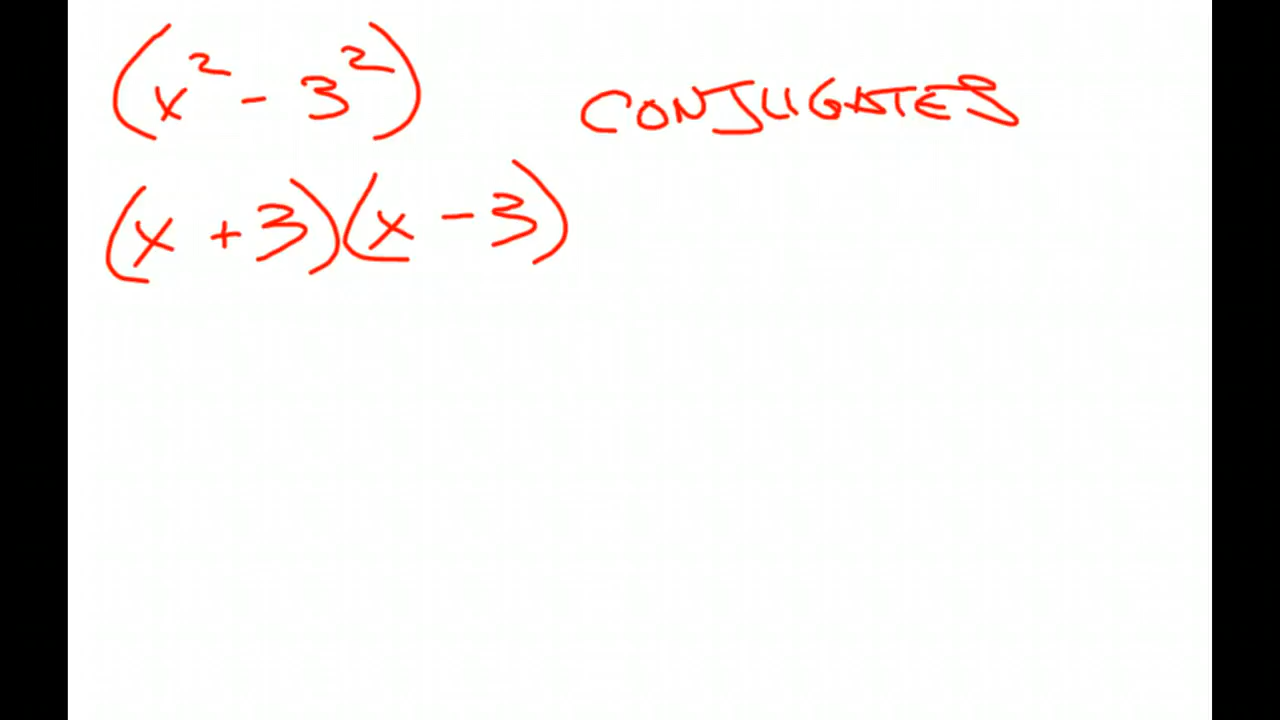 (x² - 3²) CONJUGATES
(x + 3)(x - 3)